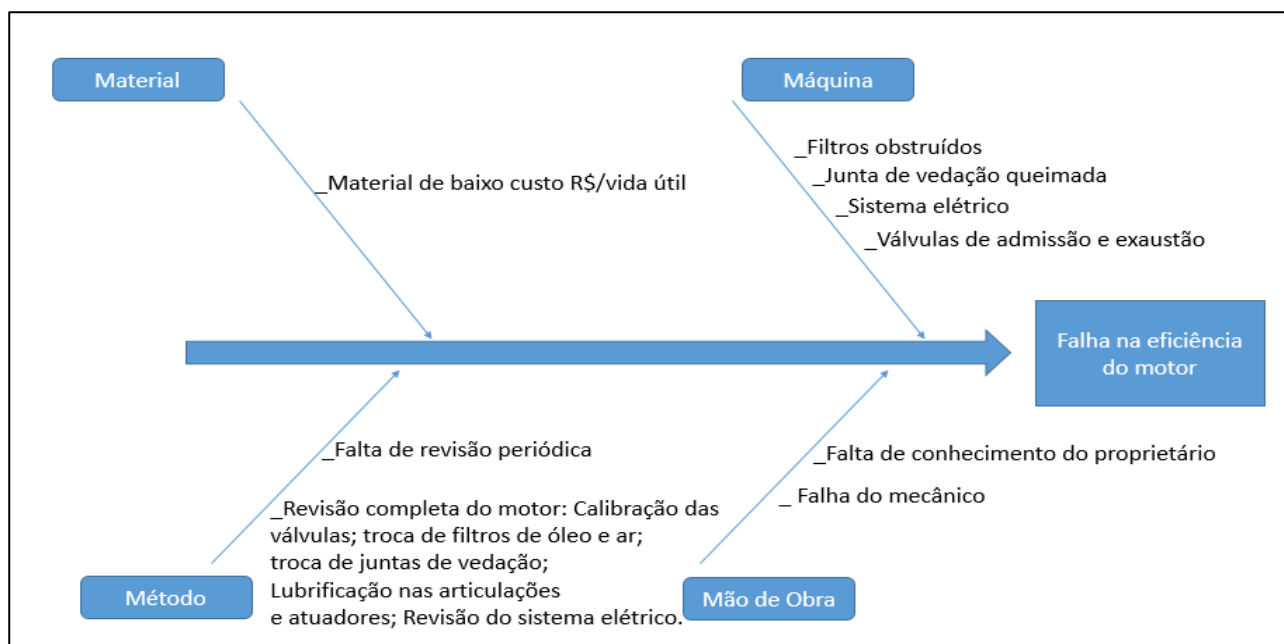 Material
Máquina
_Filtros obstruídos
_Junta de vedação queimada
_Material de baixo custo R$/vida útil
_Sistema elétrico
_Válvulas de admissão e exaustão
Falha na eficiência
do motor
_Falta de revisão periódica
_Falta de conhecimento do proprietário
_ Falha do mecânico
_Revisão completa do motor: Calibração das
válvulas; troca de filtros de óleo e ar;
troca de juntas de vedação;
Lubrificação nas articulações
e atuadores; Revisão do sistema elétrico.
Método
Mão de Obra